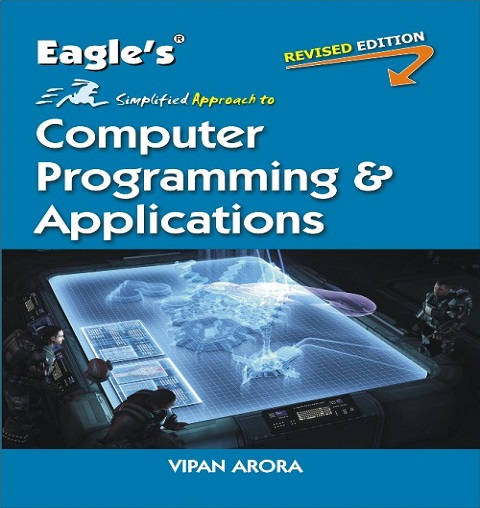 Eagle's®
REVISED EDITION
Simplified Approach to
Computer
Programming &
Applications
VIPAN ARORA